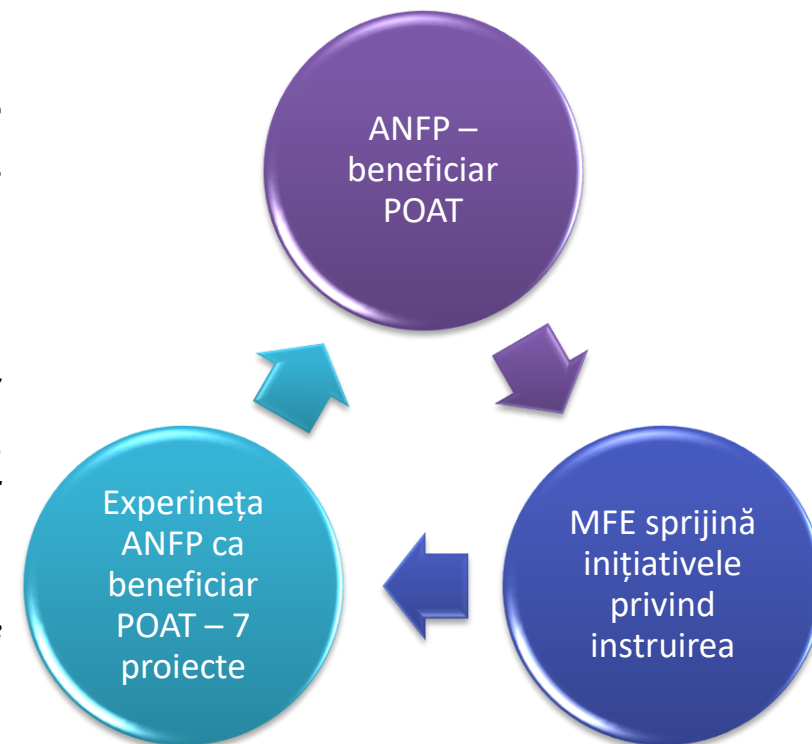 ANFP –
beneficiar
POAT
Experineța
ANFP ca
beneficiar
POAT – 7
proiecte
MFE sprijină
inițiativele
privind
instruirea